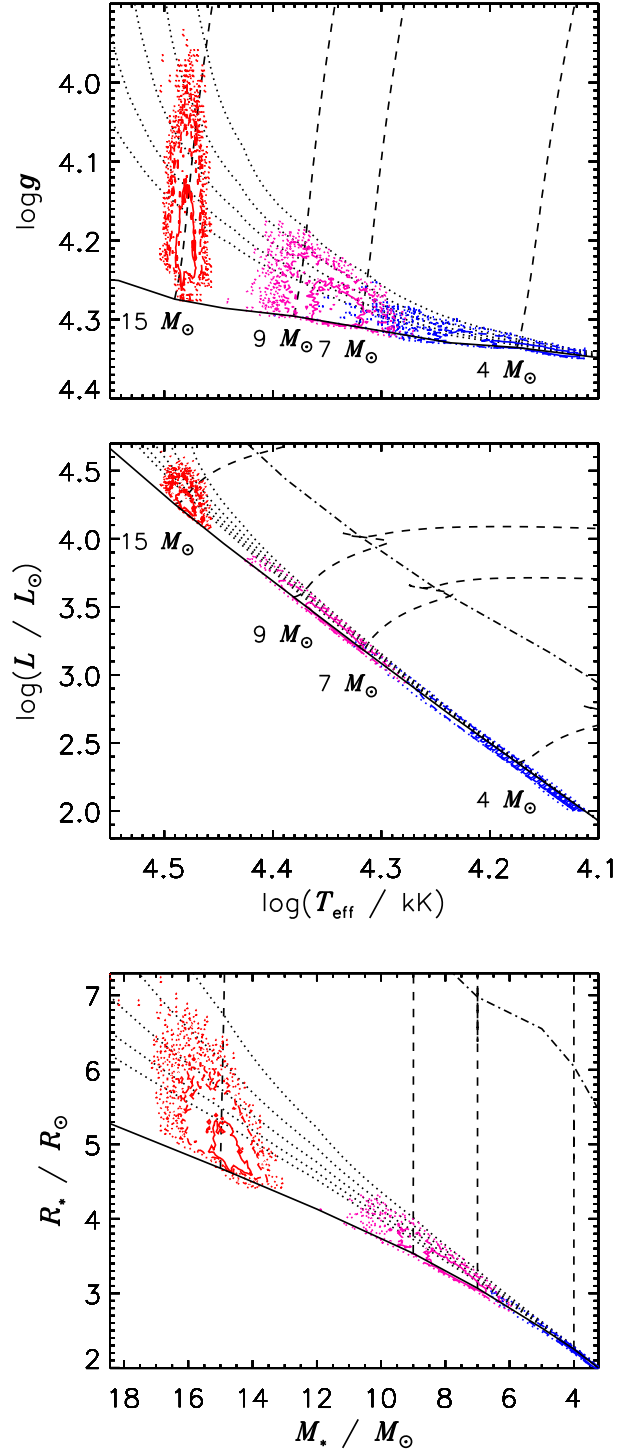 4.0
4.1
4.2
4.3
4.4
log g
15 M⊙
9 M⊙
7 M⊙
4 M⊙
4.5
4.0
3.5
3.0
2.5
2.0
log(L / L⊙)
15 M⊙
9 M⊙
7 M⊙
4 M⊙
4.5 4.4 4.3 4.2 4.1
log(Teff / kK)
7
6
5
4
3
2
R* / R⊙
18 16 14 12 10 8 6 4
M* / M⊙